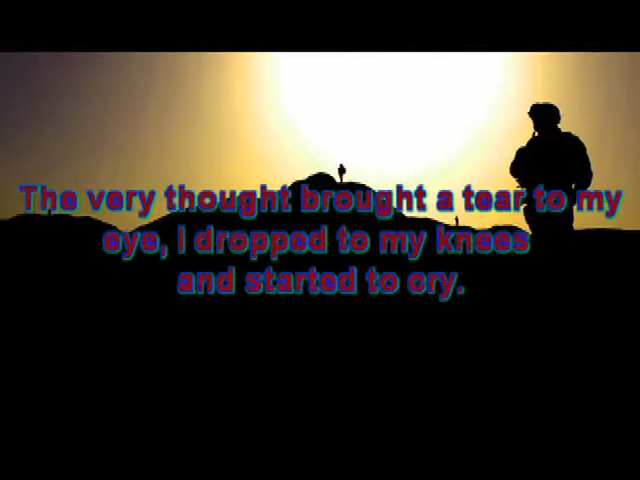 The very thought brought a tear to my
eye, I dropped to my knees
and started to cry.